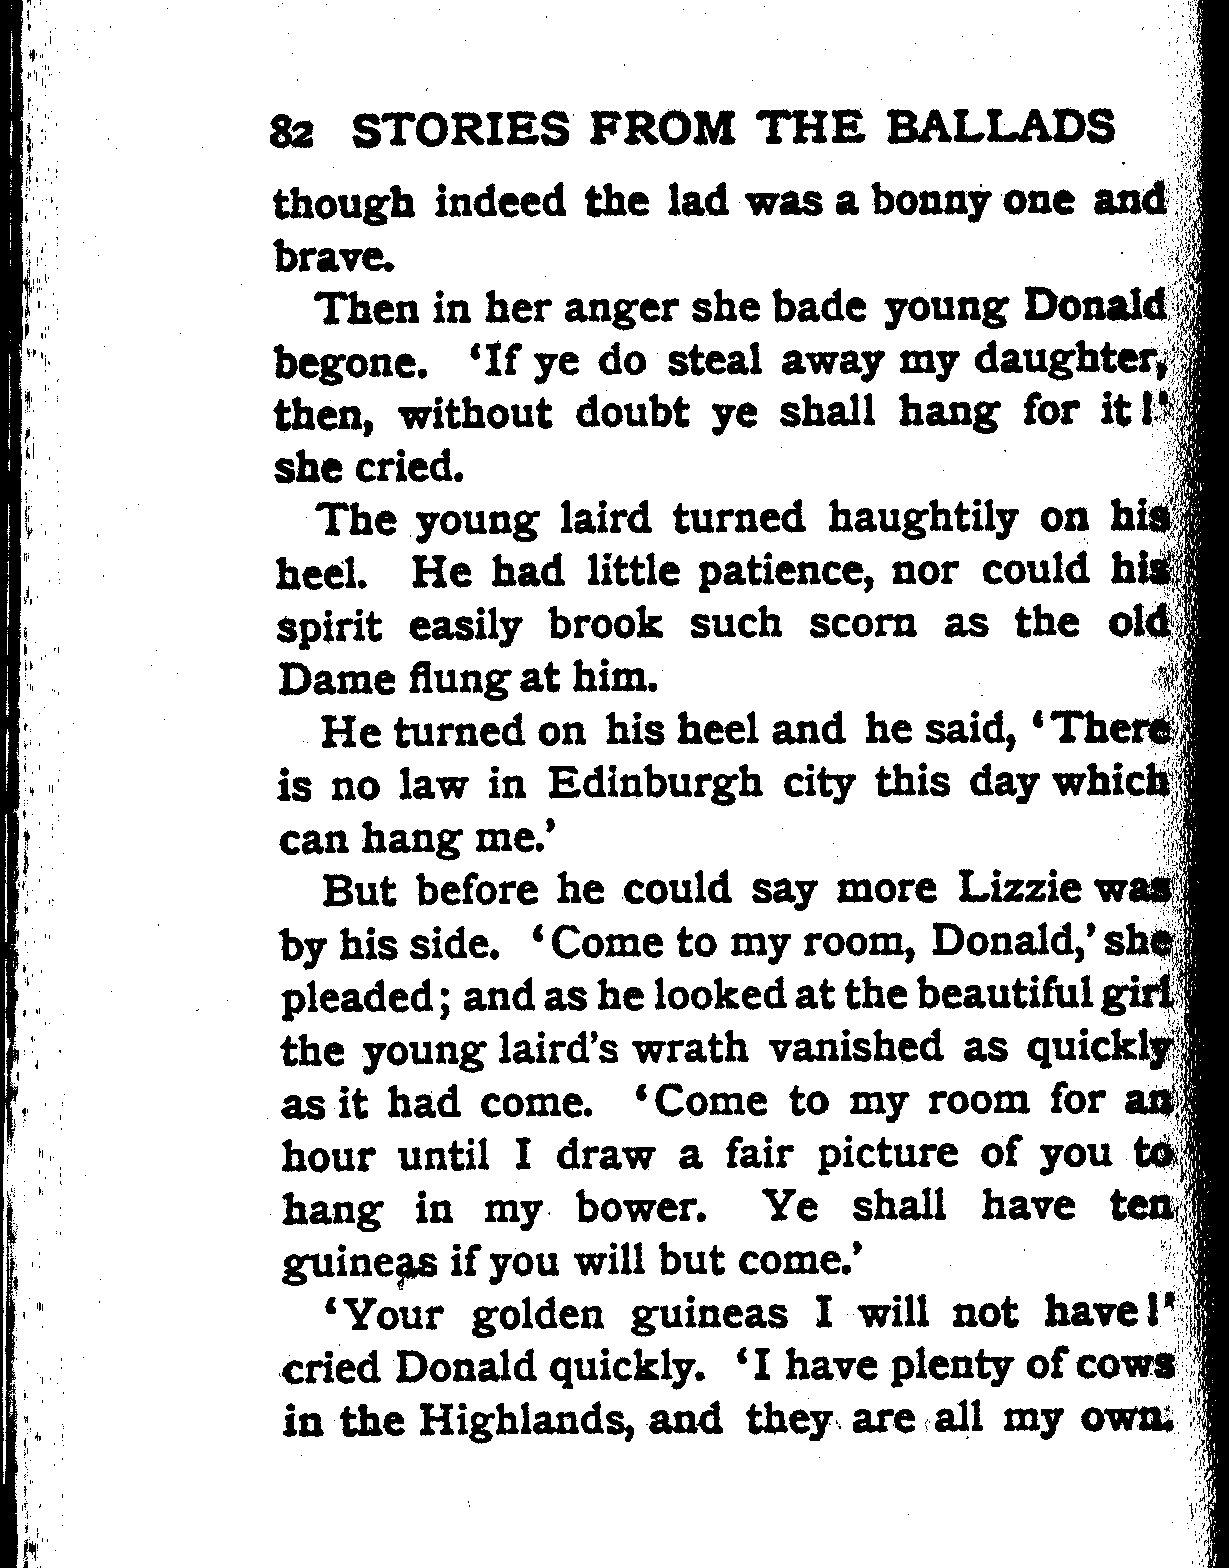 82 STORIES FROM THE BALLADS
though indeed the lad was a bonny one and
brave.
Then in her anger she bade young Donald
begone. ‘If ye do steal away my daughter,
then, without doubt ye shall hang for it!’
she cried.
The young laird turned haughtily on his
heel. He had little patience, nor could his
spirit easily brook such scorn as the old
Dame flung at him.
He turned on his heel and he said, ‘There
is no law in Edinburgh city this day which
can hang me.’
But before he could say more Lizzie was
by his side. ‘Come to my room, Donald,’ she
pleaded; and as he looked at the beautiful girl
the young laird’s wrath vanished as quickly
as it had come. ‘Come to my room for an
hour until I draw a fair picture of you to
hang in my bower. Ye shall have ten
guineas if you will but come.’
‘Your golden guineas I will not have!’
cried Donald quickly. ‘I have plenty of cows
in the Highlands, and they are all my own.